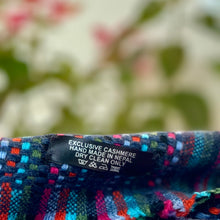 EXCLUSIVE CASHMERE
HAND MADE IN NEPAL
DRY CLEAN ONLY